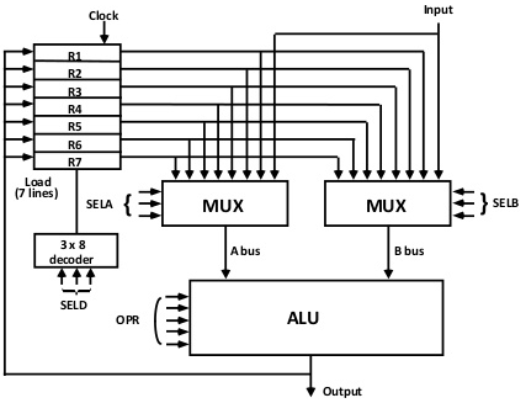 Clock
Input
R1
R2
R3
R4
R5
R6
R7
Load
(7 lines)
SELA {
MUX
MUX
} SELB
3 x 8
decoder
A bus
B bus
SELD
OPR
ALU
Output